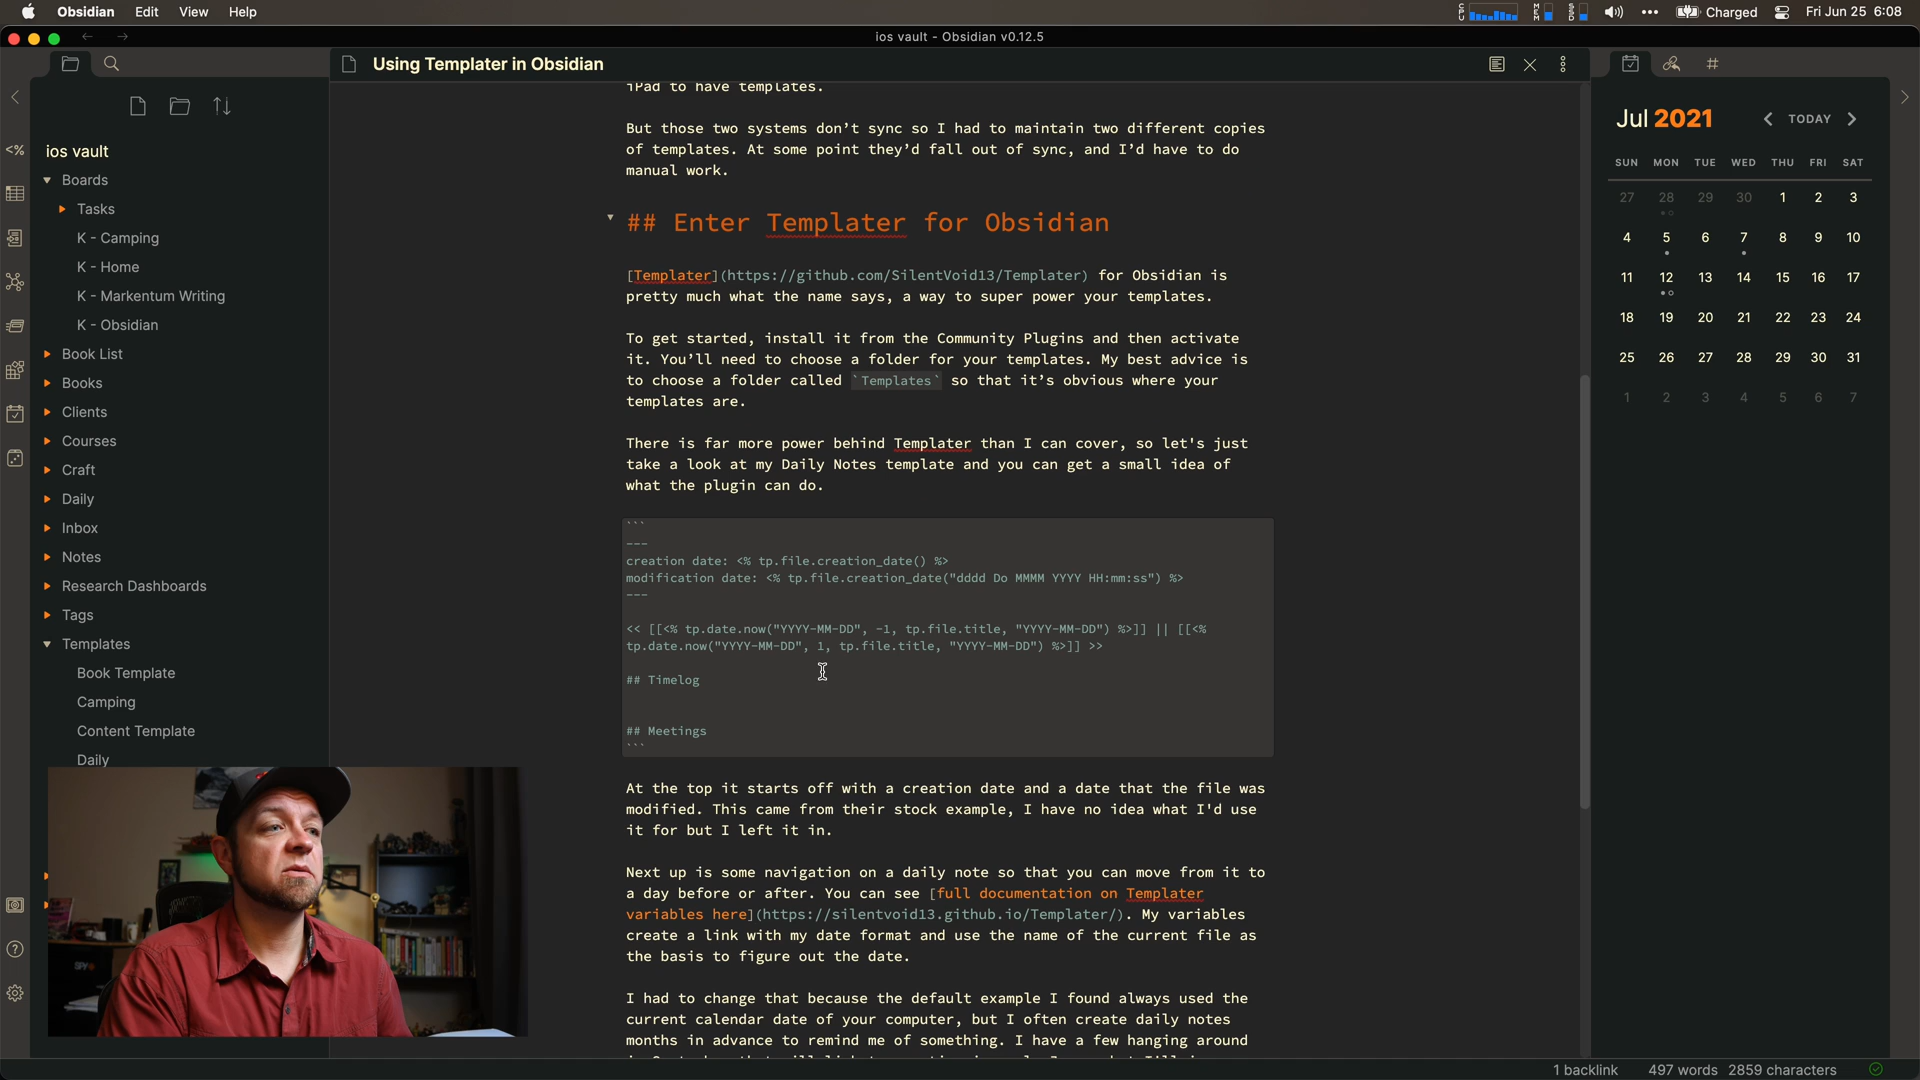 Obsidian Edit View Help
Charged Fri Jun 25 6:08
ios vault - Obsidian v0.12.5
Using Templater in Obsidian
ios vault
Boards
Tasks
K - Camping
K - Home
K - Markentum Writing
K - Obsidian
Book List
Books
Clients
Courses
Craft
Daily
Inbox
Notes
Research Dashboards
Tags
Templates
Book Template
Camping
Content Template
Daily
iPad to have templates.
But those two systems don’t sync so I had to maintain two different copies
of templates. At some point they’d fall out of sync, and I’d have to do
manual work.
## Enter Templater for Obsidian
[Templater](https://github.com/SilentVoid13/Templater) for Obsidian is
pretty much what the name says, a way to super power your templates.
To get started, install it from the Community Plugins and then activate
it. You’ll need to choose a folder for your templates. My best advice is
to choose a folder called `Templates` so that it’s obvious where your
templates are.
There is far more power behind Templater than I can cover, so let's just
take a look at my Daily Notes template and you can get a small idea of
what the plugin can do.
```
---
creation date: <% tp.file.creation_date() %>
modification date: <% tp.file.creation_date("dddd Do MMMM YYYY HH:mm:ss") %>
---
<< [[<% tp.date.now("YYYY-MM-DD", -1, tp.file.title, "YYYY-MM-DD") %>]] || [[<%
tp.date.now("YYYY-MM-DD", 1, tp.file.title, "YYYY-MM-DD") %>]] >>
## Timelog
## Meetings
```
At the top it starts off with a creation date and a date that the file was
modified. This came from their stock example, I have no idea what I'd use
it for but I left it in.
Next up is some navigation on a daily note so that you can move from it to
a day before or after. You can see [full documentation on Templater
variables here](https://silentvoid13.github.io/Templater/). My variables
create a link with my date format and use the name of the current file as
the basis to figure out the date.
I had to change that because the default example I found always used the
current calendar date of your computer, but I often create daily notes
months in advance to remind me of something. I have a few hanging around
Jul 2021 TODAY
SUN MON TUE WED THU FRI SAT
27 28 29 30 1 2 3
4 5 6 7 8 9 10
11 12 13 14 15 16 17
18 19 20 21 22 23 24
25 26 27 28 29 30 31
1 2 3 4 5 6 7
1 backlink 497 words 2859 characters